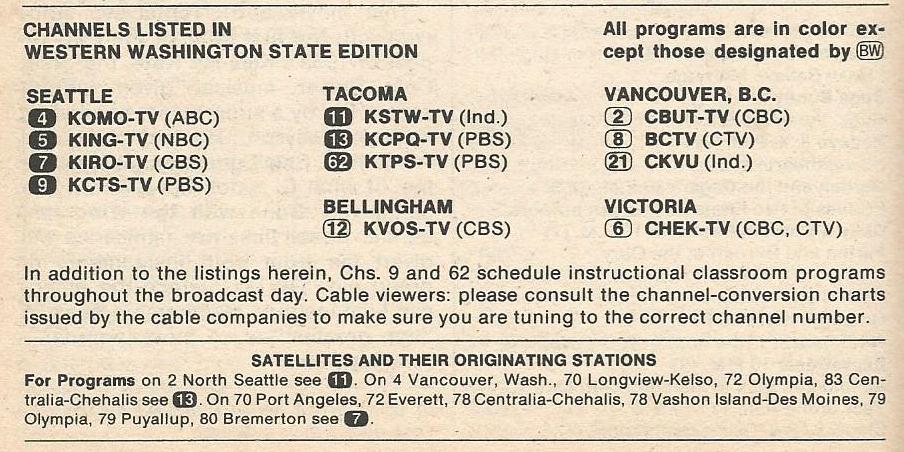 CHANNELS LISTED IN
WESTERN WASHINGTON STATE EDITION
All programs are in color ex-
cept those designated by BW
SEATTLE
4 KOMO-TV (ABC)
5 KING-TV (NBC)
7 KIRO-TV (CBS)
9 KCTS-TV (PBS)
TACOMA
11 KSTW-TV (Ind.)
13 KCPQ-TV (PBS)
62 KTPS-TV (PBS)
BELLINGHAM
12 KVOS-TV (CBS)
VANCOUVER, B.C.
2 CBUT-TV (CBC)
8 BCTV (CTV)
21 CKVU (Ind.)
VICTORIA
6 CHEK-TV (CBC, CTV)
In addition to the listings herein, Chs. 9 and 62 schedule instructional classroom programs
throughout the broadcast day. Cable viewers: please consult the channel-conversion charts
issued by the cable companies to make sure you are tuning to the correct channel number.
SATELLITES AND THEIR ORIGINATING STATIONS
For Programs on 2 North Seattle see 11. On 4 Vancouver, Wash., 70 Longview-Kelso, 72 Olympia, 83 Cen-
tralia-Chehalis see 13. On 70 Port Angeles, 72 Everett, 78 Centralia-Chehalis, 78 Vashon Island-Des Moines, 79
Olympia, 79 Puyallup, 80 Bremerton see 7.